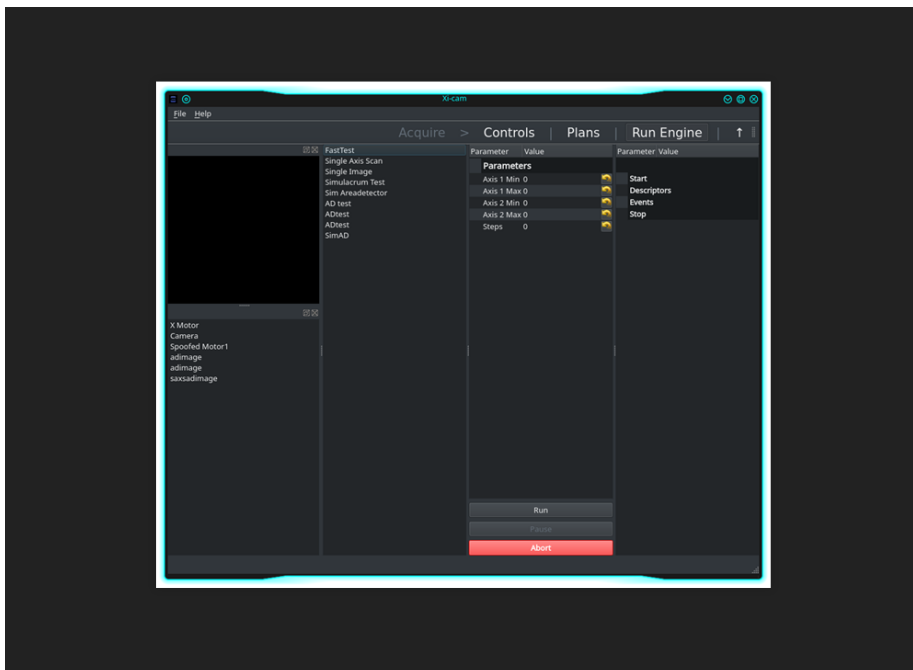 Xi-cam
File Help
Acquire > Controls | Plans | Run Engine | ↑
FastTest
Single Axis Scan
Single Image
Simulacrum Test
Sim Areadetector
AD test
ADtest
ADtest
SimAD
X Motor
Camera
Spoofed Motor1
adimage
adimage
saxsadimage
Parameter Value
Parameters
Axis 1 Min 0
Axis 1 Max 0
Axis 2 Min 0
Axis 2 Max 0
Steps 0
Run
Pause
Abort
Parameter Value
Start
Descriptors
Events
Stop